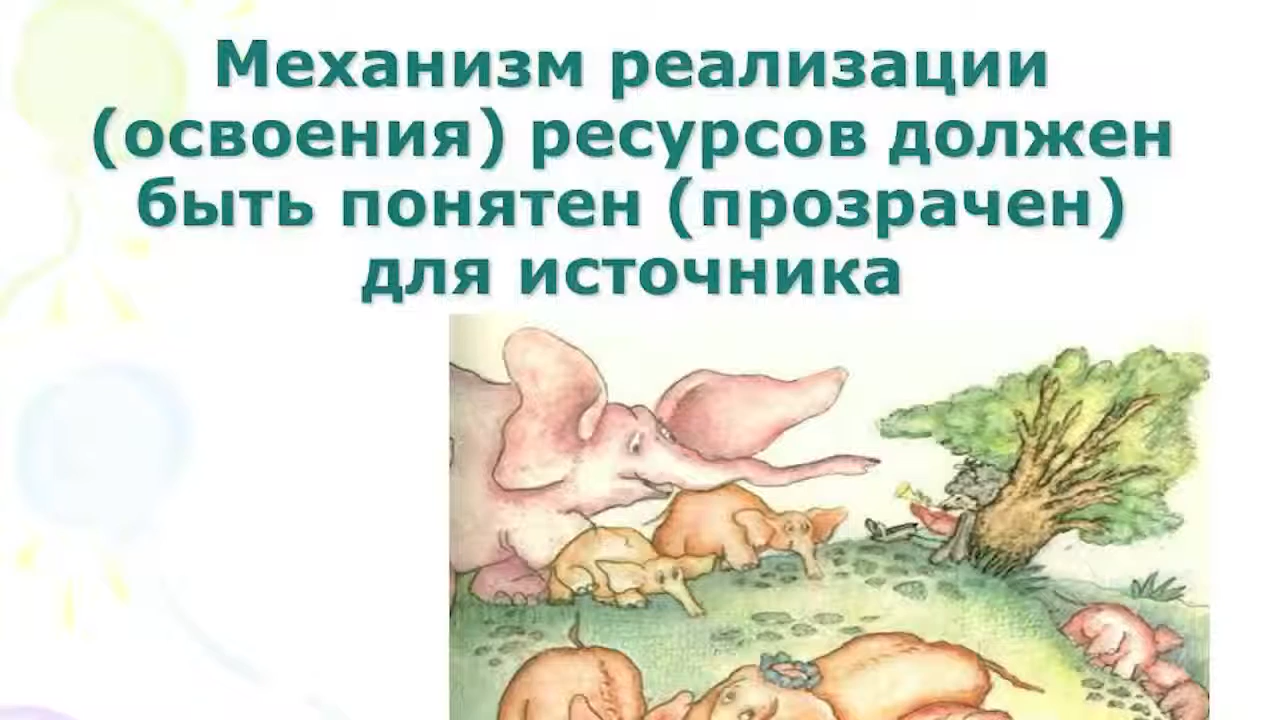 Механизм реализации
(освоения) ресурсов должен
быть понятен (прозрачен)
для источника